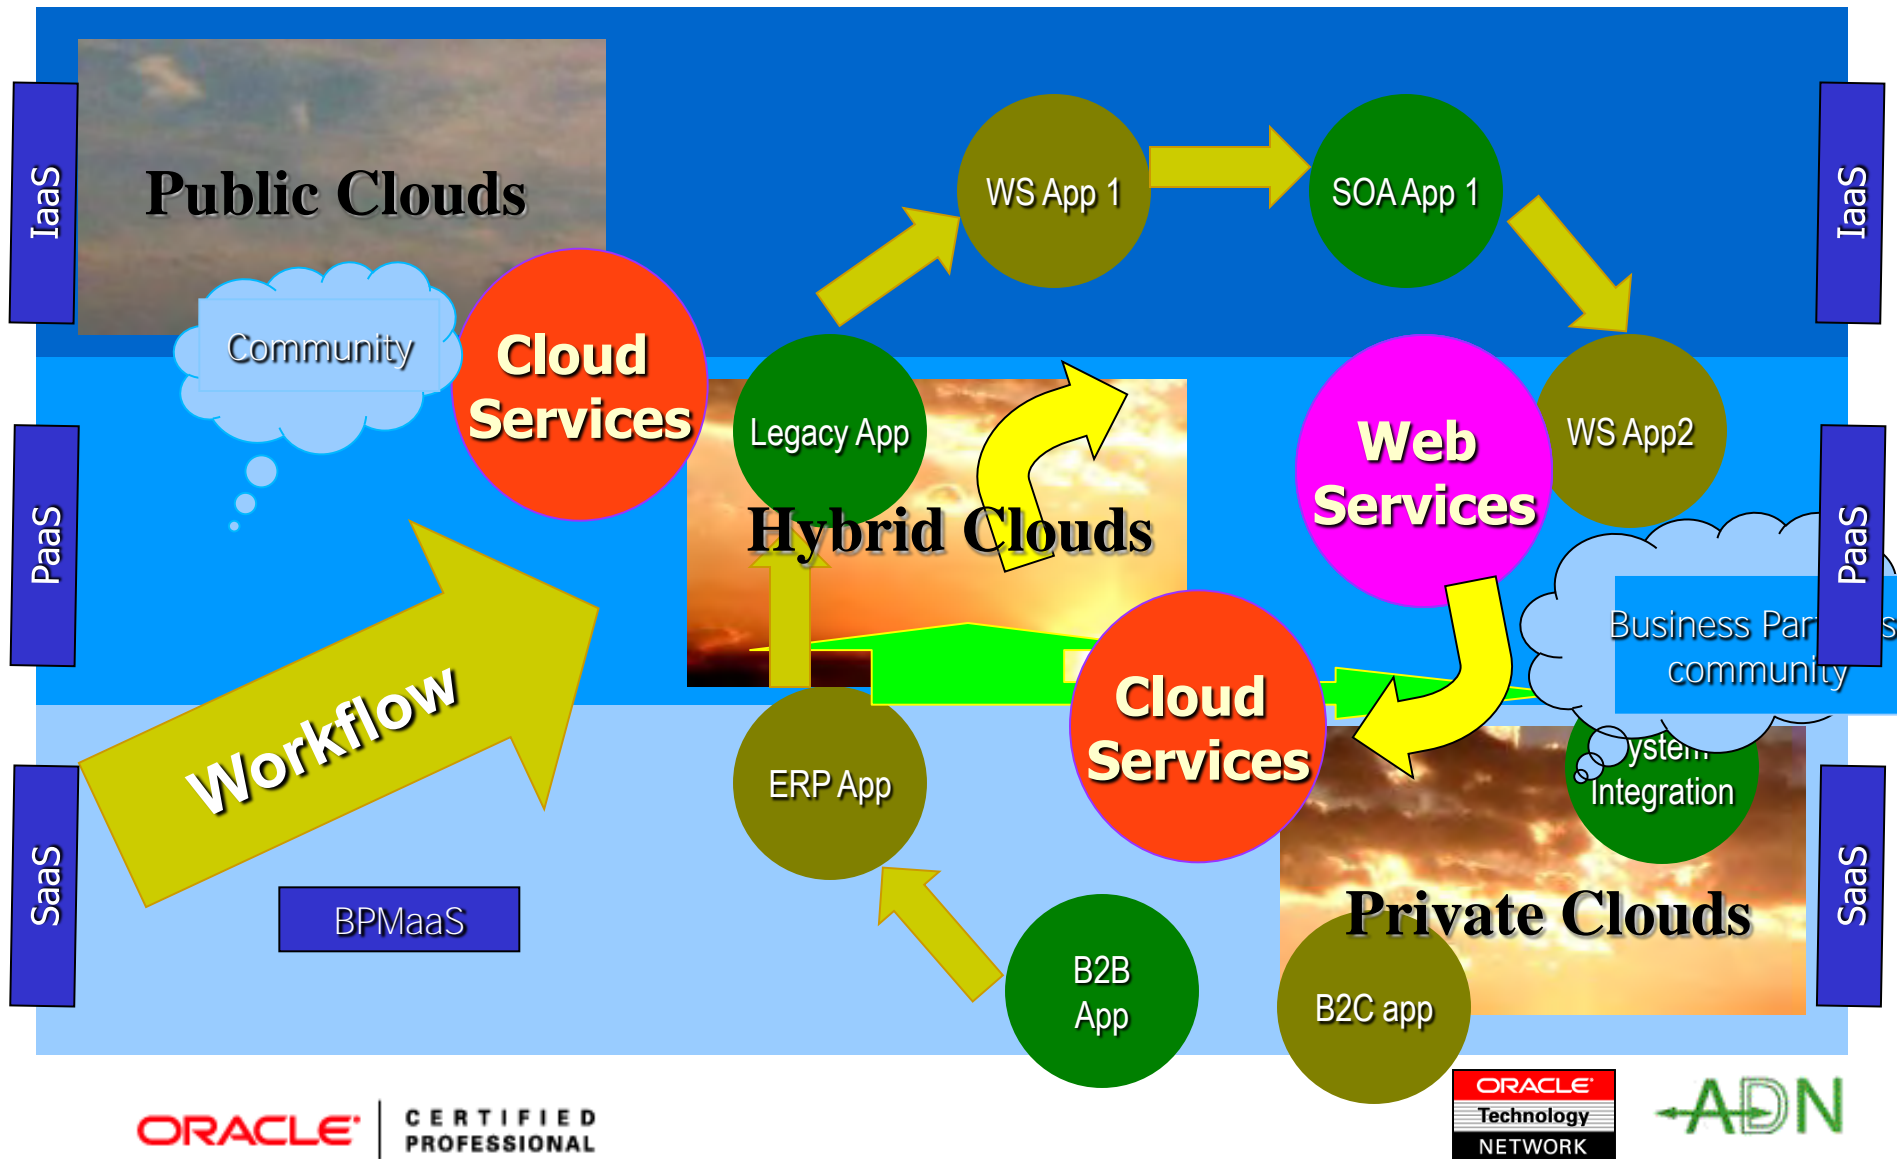 IaaS
Public Clouds
WS App 1
SOA App 1
IaaS
Community
Cloud
Services
Legacy App
Web
Services
WS App2
PaaS
Hybrid Clouds
PaaS
Business
community
Workflow
Cloud
Services
ERP App
Integration
SaaS
BPMaaS
Private Clouds
SaaS
B2B
App
B2C app
ORACLE
CERTIFIED
PROFESSIONAL
ORACLE
Technology
NETWORK
ADN